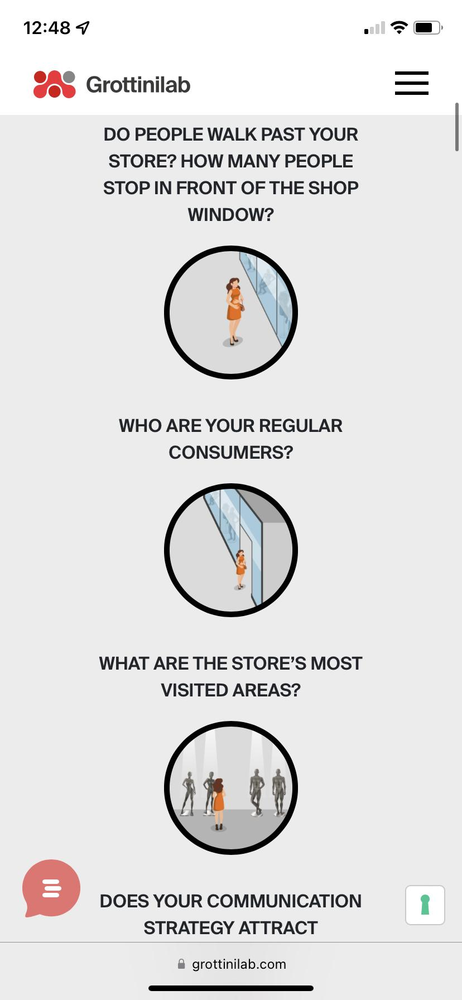 12:48
Grottinilab
DO PEOPLE WALK PAST YOUR
STORE? HOW MANY PEOPLE
STOP IN FRONT OF THE SHOP
WINDOW?
WHO ARE YOUR REGULAR
CONSUMERS?
WHAT ARE THE STORE’S MOST
VISITED AREAS?
DOES YOUR COMMUNICATION
STRATEGY ATTRACT
grottinilab.com